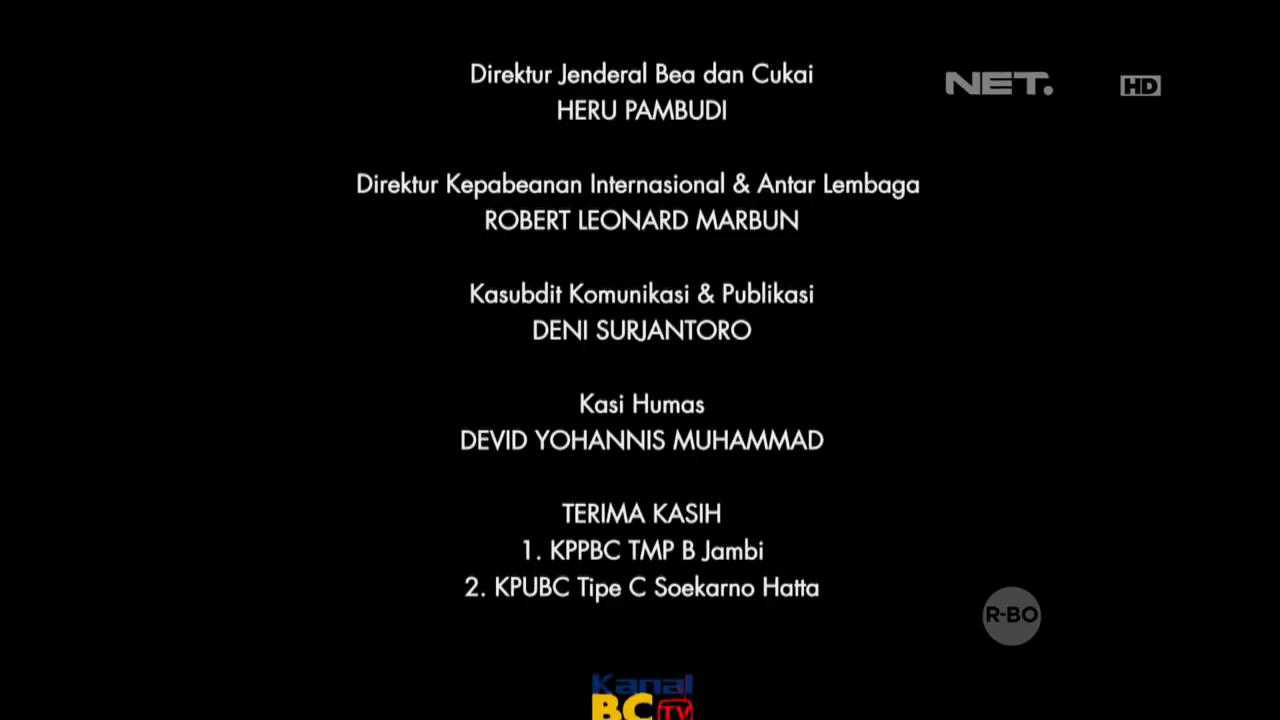 Direktur Jenderal Bea dan Cukai
HERU PAMBUDI
NET.
HD
Direktur Kepabeanan Internasional & Antar Lembaga
ROBERT LEONARD MARBUN
Kasubdit Komunikasi & Publikasi
DENI SURJANTORO
Kasi Humas
DEVID YOHANNIS MUHAMMAD
TERIMA KASIH
1. KPPBC TMP B Jambi
2. KPUBC Tipe C Soekarno Hatta
R-BO
Kanal
BC TV